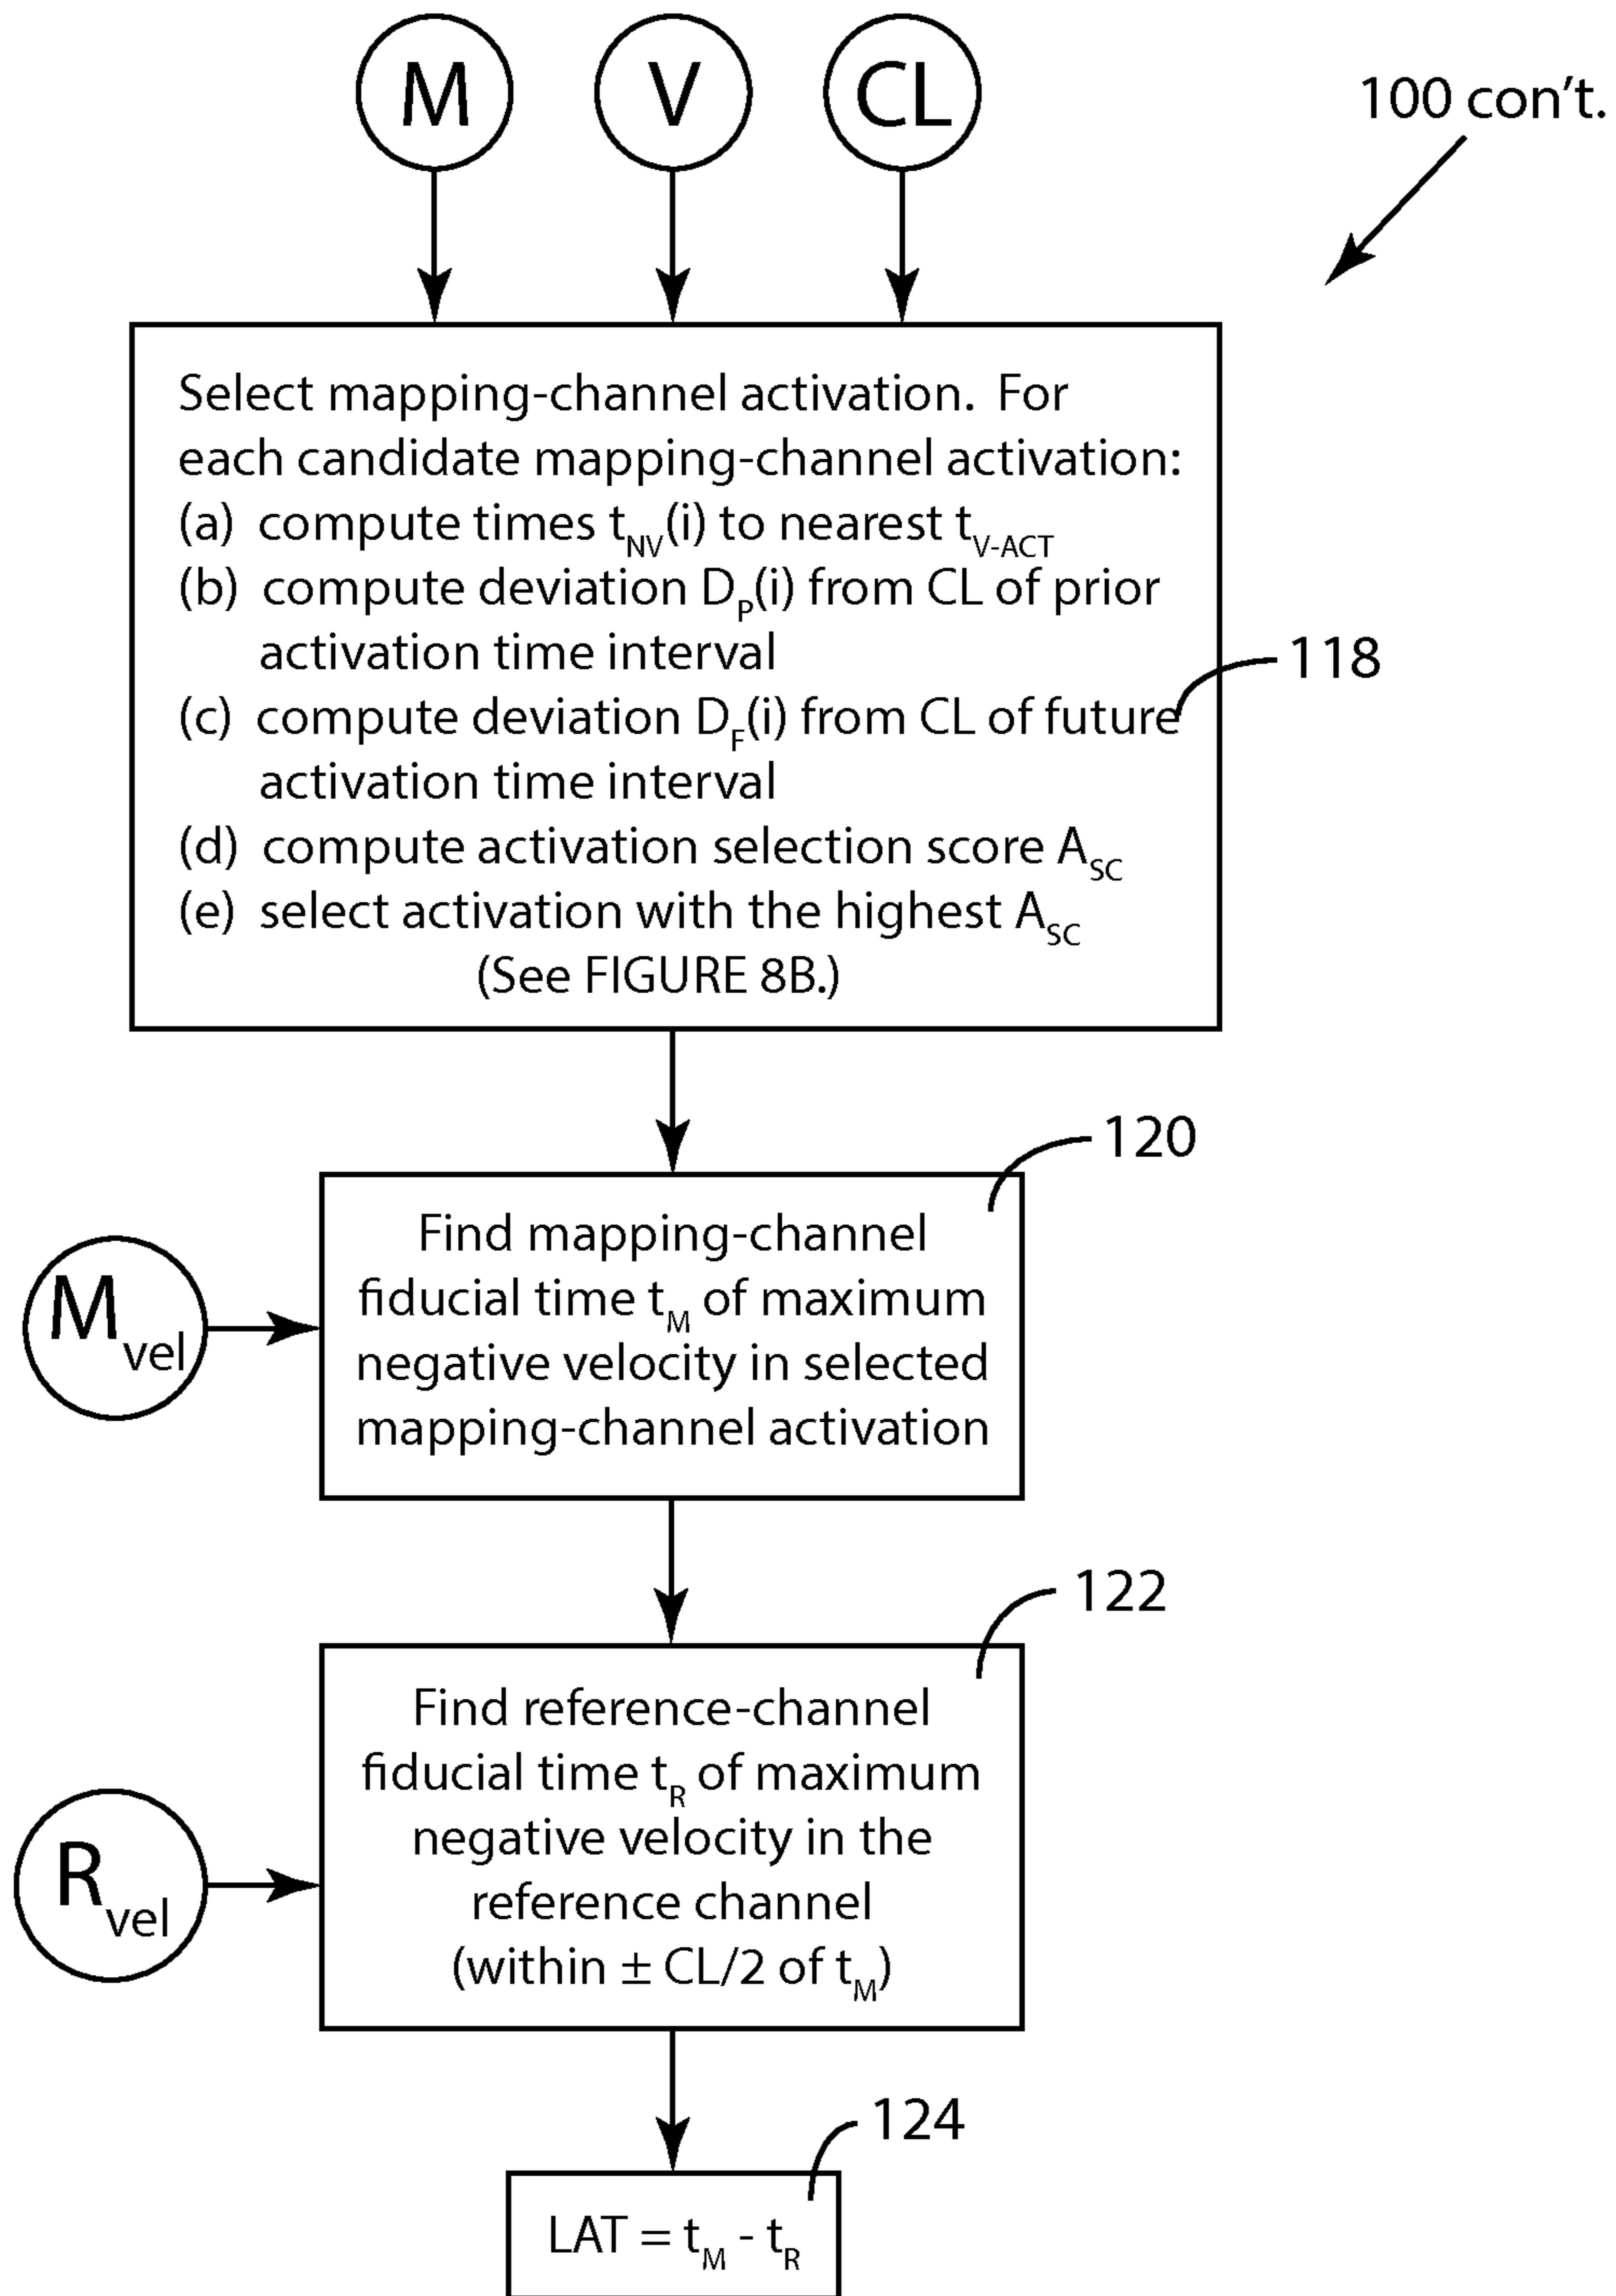 M V CL
100 con't.
Select mapping-channel activation. For
each candidate mapping-channel activation:
(a) compute times t_NV(i) to nearest t_V-ACT
(b) compute deviation D_P(i) from CL of prior
activation time interval
118
(c) compute deviation D_F(i) from CL of future
activation time interval
(d) compute activation selection score A_SC
(e) select activation with the highest A_SC
(See FIGURE 8B.)
120
Find mapping-channel
fiducial time t_M of maximum
negative velocity in selected
mapping-channel activation
M_vel
122
Find reference-channel
fiducial time t_R of maximum
negative velocity in the
reference channel
(within ± CL/2 of t_M)
R_vel
124
LAT = t_M - t_R